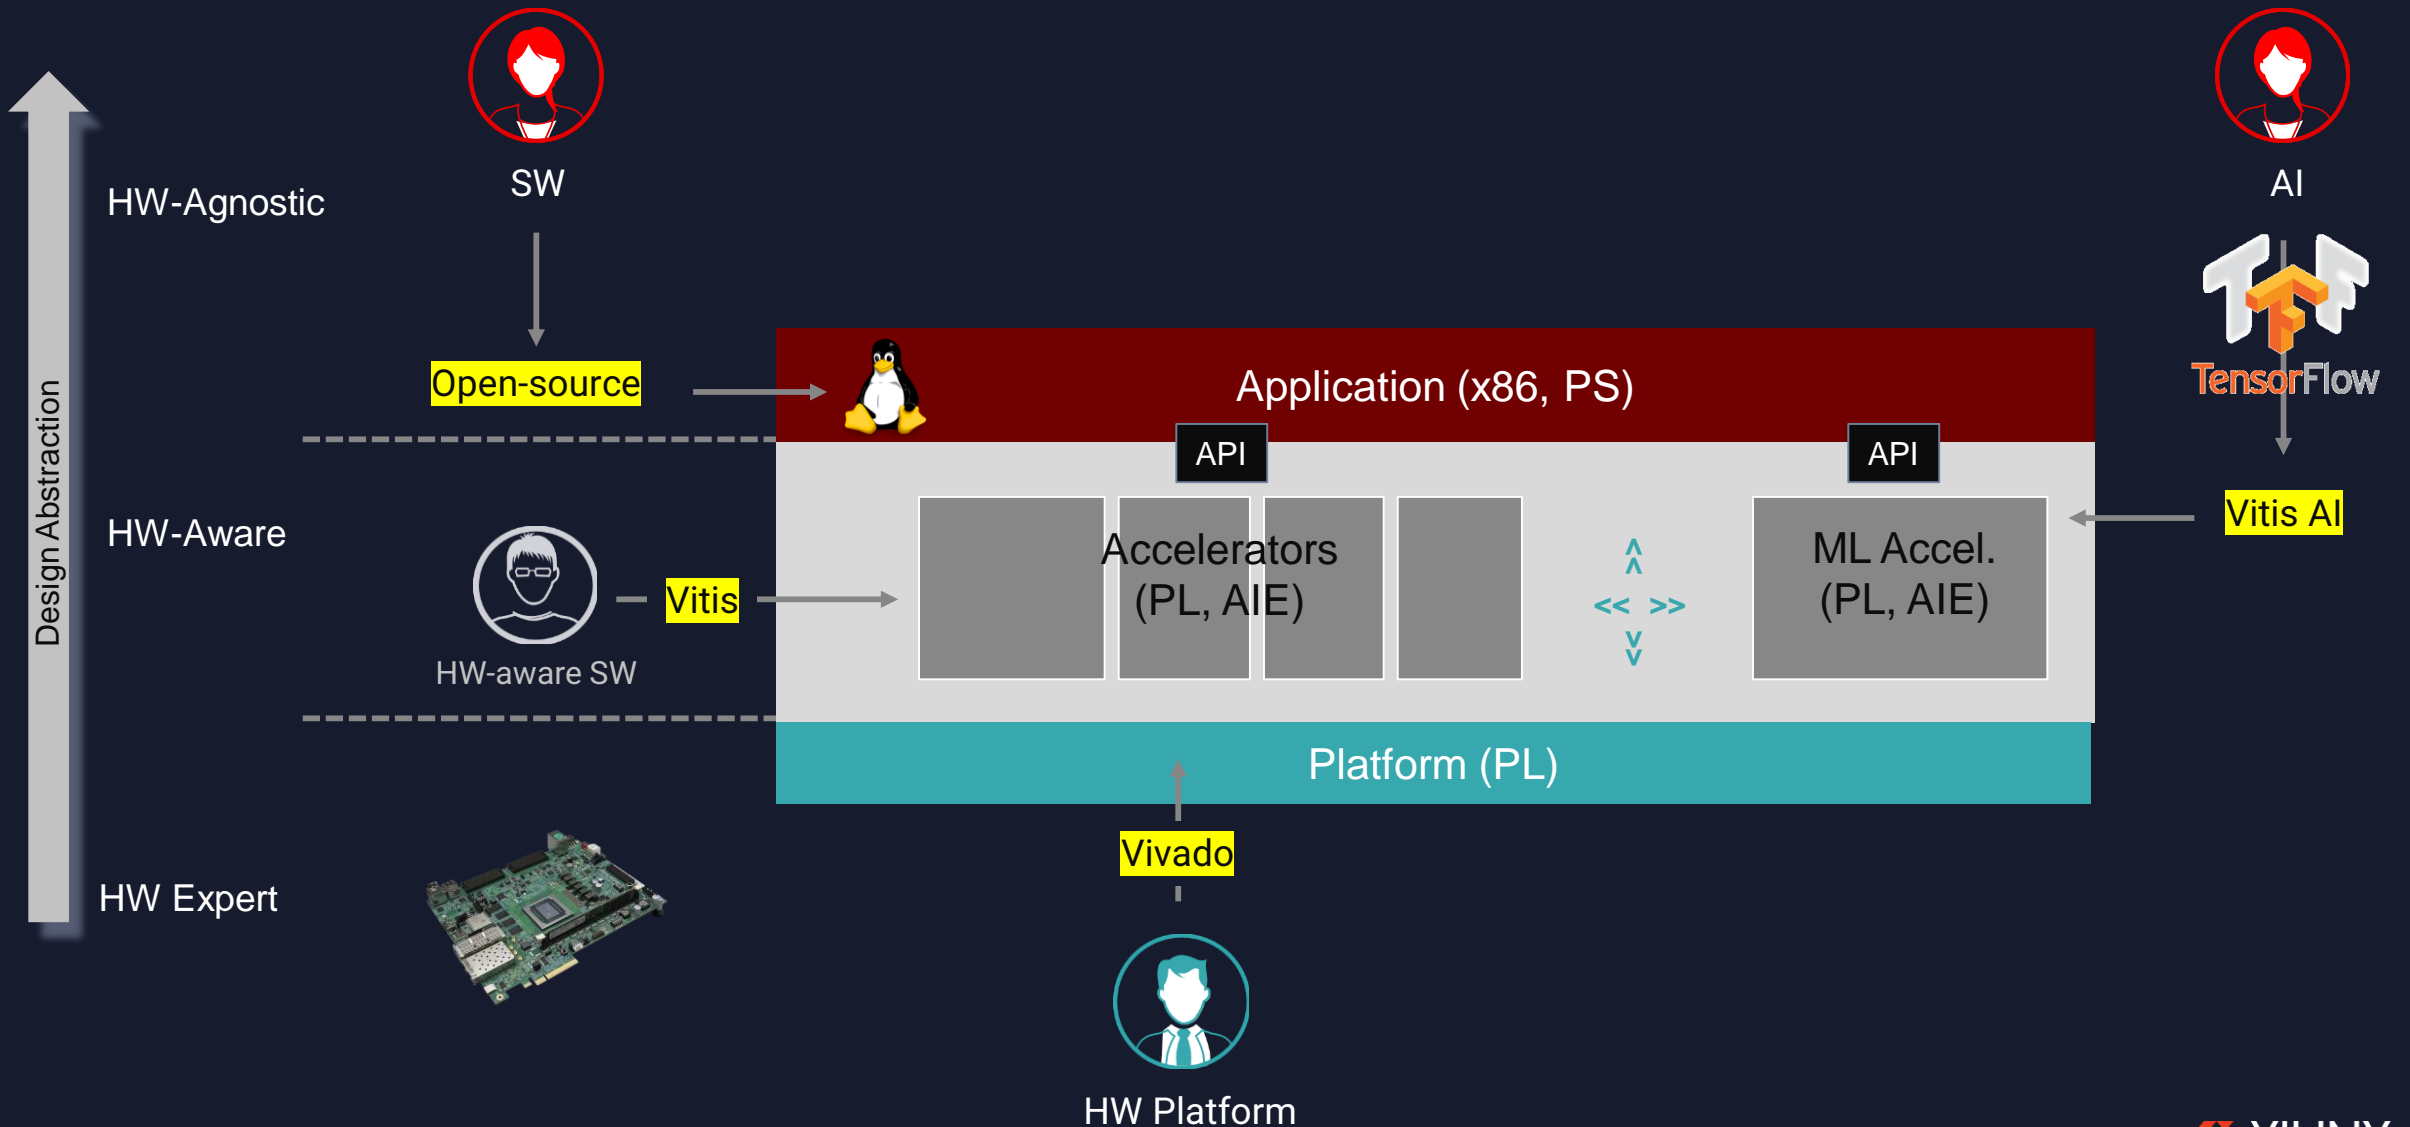 SW
AI
HW-Agnostic
TensorFlow
Open-source
Application (x86, PS)
API
API
Design Abstraction
HW-Aware
Vitis AI
Accelerators
(PL, AIE)
ML Accel.
(PL, AIE)
^
^
<< >>
v
v
Vitis
HW-aware SW
Platform (PL)
Vivado
HW Expert
HW Platform
XILINX